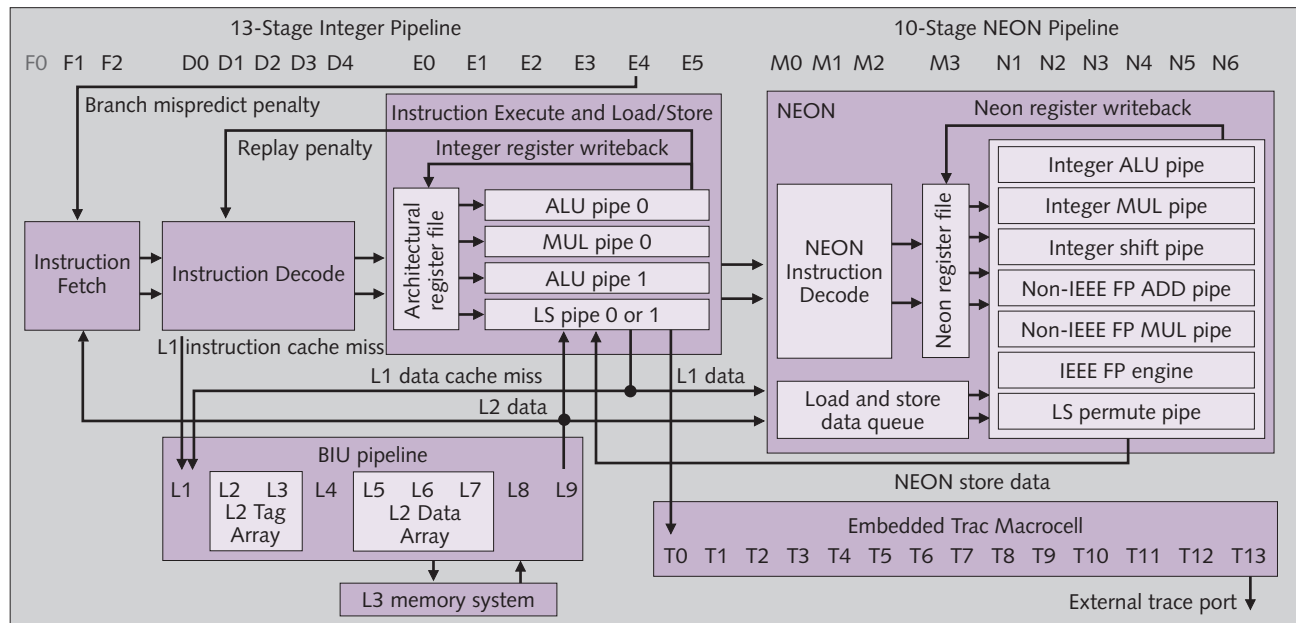 13-Stage Integer Pipeline
10-Stage NEON Pipeline
F0 F1 F2 D0 D1 D2 D3 D4 E0 E1 E2 E3 E4 E5 M0 M1 M2 M3 N1 N2 N3 N4 N5 N6
Branch mispredict penalty
Replay penalty
Instruction Fetch
Instruction Decode
Instruction Execute and Load/Store
Integer register writeback
Architectural register file
ALU pipe 0
MUL pipe 0
ALU pipe 1
LS pipe 0 or 1
NEON
Neon register writeback
NEON
Instruction Decode
Neon register file
Integer ALU pipe
Integer MUL pipe
Integer shift pipe
Non-IEEE FP ADD pipe
Non-IEEE FP MUL pipe
IEEE FP engine
LS permute pipe
Load and store
data queue
L1 instruction cache miss
L1 data cache miss
L1 data
L2 data
BIU pipeline
L1 L2 L3 L4 L5 L6 L7 L8 L9
L2 Tag
Array
L2 Data
Array
L3 memory system
NEON store data
Embedded Trac Macrocell
T0 T1 T2 T3 T4 T5 T6 T7 T8 T9 T10 T11 T12 T13
External trace port